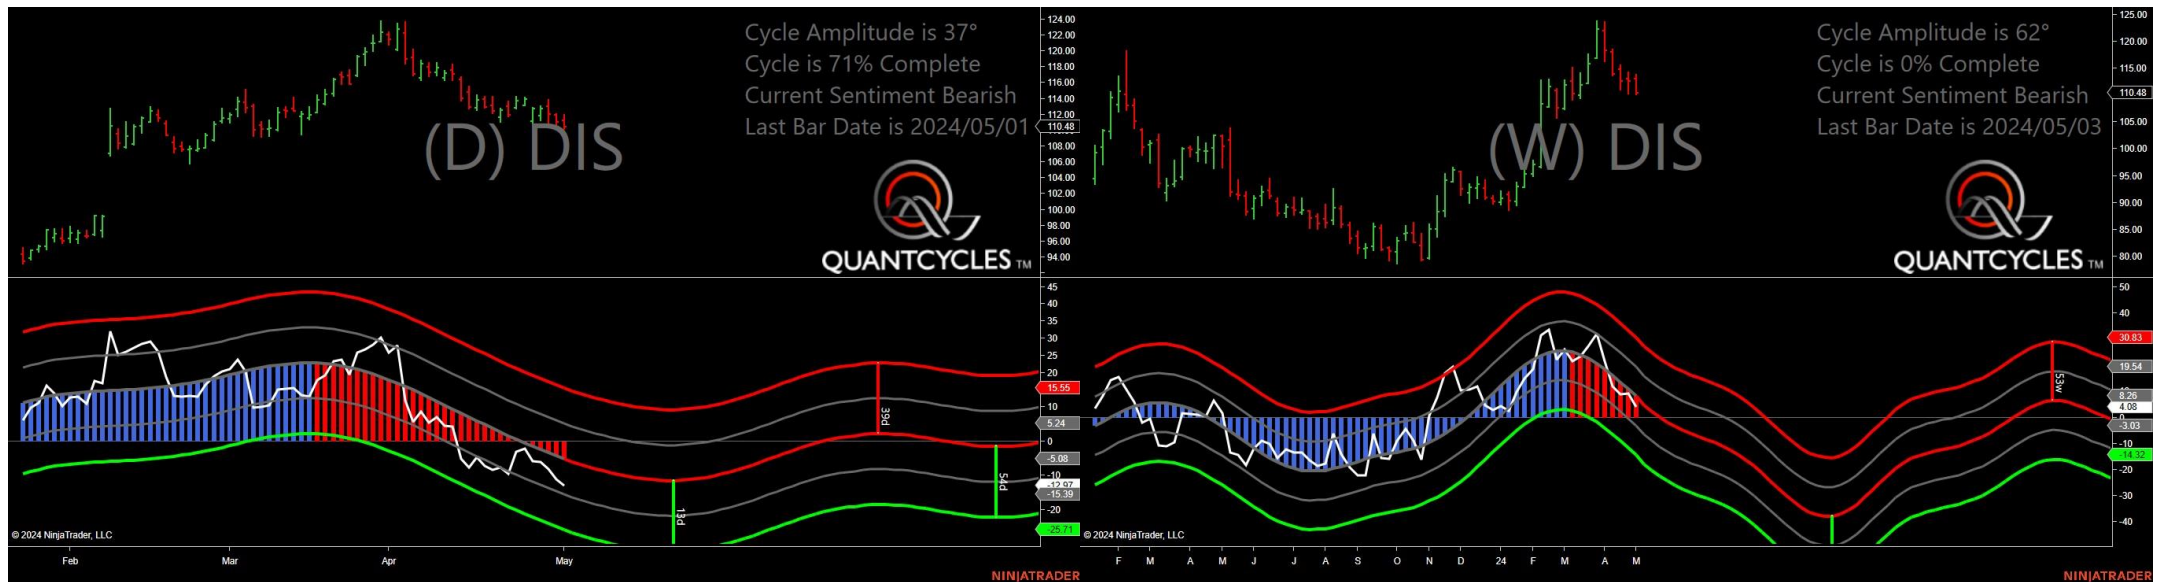 Cycle Amplitude is 37°
Cycle is 71% Complete
Current Sentiment Bearish
Last Bar Date is 2024/05/01
(D) DIS
QUANTCYCLES TM
124.00
122.00
120.00
118.00
116.00
114.00
112.00
110.48
108.00
106.00
104.00
102.00
100.00
98.00
96.00
94.00
45
40
35
30
25
20
15.55
10
5.24
0
-5.08
-10
-12.97
-15.39
-20
-25.71
39d
54d
13d
© 2024 NinjaTrader, LLC
Feb
Mar
Apr
May
NINJATRADER
Cycle Amplitude is 62°
Cycle is 0% Complete
Current Sentiment Bearish
Last Bar Date is 2024/05/03
(W) DIS
QUANTCYCLES TM
125.00
120.00
115.00
110.48
105.00
100.00
95.00
90.00
85.00
80.00
50
40
30.83
19.54
8.26
4.08
0
-3.03
-10
-14.32
-20
-30
-40
53w
© 2024 NinjaTrader, LLC
F
M
A
M
J
J
A
S
O
N
D
24
F
M
A
M
NINJATRADER